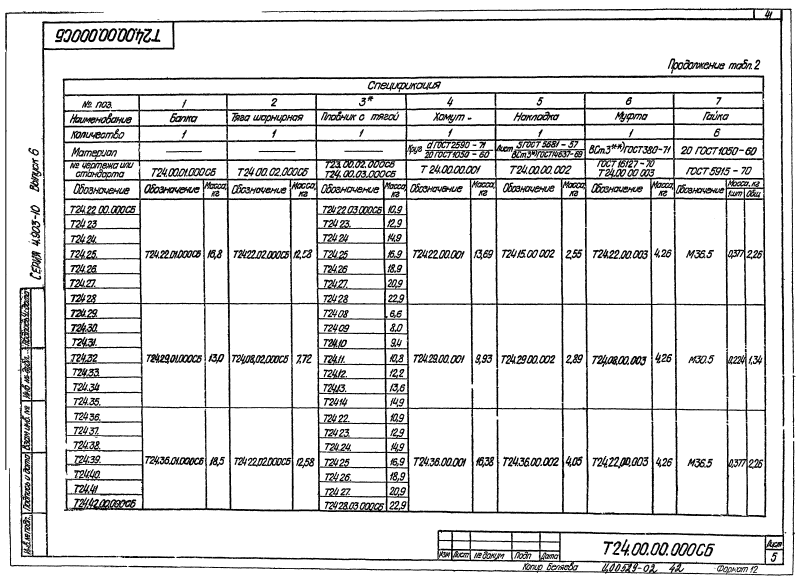 41
Т24.00.00.000СБ
Продолжение табл. 2
Серия 4.903-10 Выпуск 6
Спецификация
№ поз. 1 2 3* 4 5 6 7
Наименование Балка Тяга шарнирная Плавник с тягой Хомут - Накладка Муфта Гайка
Количество 1 1 1 1 1 1 6
Материал Круг d ГОСТ 2590-71 / 20 ГОСТ 1050-60 Лист 5 ГОСТ 5681-57 / ВСт.3**) ГОСТ 14637-69 ВСт.3**) ГОСТ 380-71 20 ГОСТ 1050-60
№ чертежа или стандарта Т24.00.01.000СБ Т24.00.02.000СБ Т23.00.02.000СБ Т24.00.03.000СБ Т24.00.00.001 Т24.00.00.002 ГОСТ 16127-70 Т24.00.00.003 ГОСТ 5915-70
Обозначение Обозначение Масса, кг Обозначение Масса, кг Обозначение Масса, кг Обозначение Масса, кг Обозначение Масса, кг Обозначение Масса, кг Обозначение Масса, кг 1шт Общ.
Т24.22.00.000СБ Т24.22.03.000СБ 10,9
Т24.23 Т24.23. 12,9
Т24.24. Т24.24 14,9
Т24.25. Т24.22.01.000СБ 16,8 Т24.22.02.000СБ 12,58 Т24.25 16,9 Т24.22.00.001 13,69 Т24.15.00.002 2,55 Т24.22.00.003 4,26 М36.5 0,377 2,26
Т24.26. Т24.26 18,9
Т24.27. Т24.27. 20,9
Т24.28 Т24.28 22,9
Т24.29. Т24.08 6,6
Т24.30. Т24.09 8,0
Т24.31. Т24.10 9,4
Т24.32 Т24.29.01.000СБ 13,0 Т24.08.02.000СБ 7,72 Т24.11. 10,8 Т24.29.00.001 9,93 Т24.29.00.002 2,89 Т24.08.00.003 4,26 М30.5 0,224 1,34
Т24.33. Т24.12. 12,2
Т24.34 Т24.13. 13,6
Т24.35. Т24.14 14,9
Т24.36. Т24.22. 10,9
Т24.37. Т24.23. 12,9
Т24.38. Т24.24. 14,9
Т24.39. Т24.36.01.000СБ 18,5 Т24.22.02.000СБ 12,58 Т24.25 16,9 Т24.36.00.001 16,38 Т24.36.00.002 4,05 Т24.22.00.003 4,26 М36.5 0,377 2,26
Т24.40. Т24.26. 18,9
Т24.41 Т24.27. 20,9
Т24.42.00.000СБ Т24.28.03.000СБ 22,9
Инв.№ подл. Подпись и дата Взам.инв. № Инв.№ дубл. Подпись и дата
Изм Лист № докум Подп Дата
Т24.00.00.000СБ
Лист
5
Копир Беляева Ц00529-02 42 Формат 12